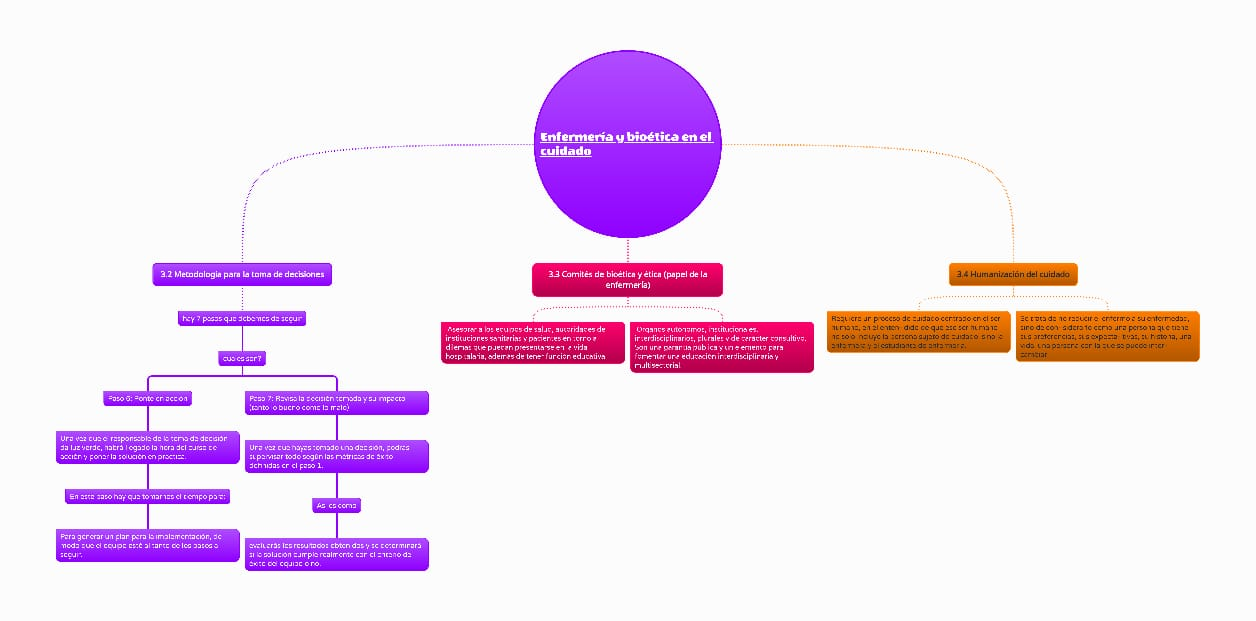 Enfermería y bioética en el
cuidado
3.2 Metodología para la toma de decisiones
hay 7 pasos que debemos de seguir
cuales son?
Paso 6: Ponte en acción
Una vez que el responsable de la toma de decisión
da luz verde, habrá llegado la hora del curso de
acción y poner la solución en práctica.
En este paso hay que tomarnos el tiempo para:
Para generar un plan para la implementación, de
modo que el equipo esté al tanto de los pasos a
seguir.
Paso 7: Revisa la decisión tomada y su impacto
(tanto lo bueno como lo malo)
Una vez que hayas tomado una decisión, podrás
supervisar todo según las métricas de éxito
definidas en el paso 1.
Así es como
evaluarás los resultados obtenidos y se determinará
si la solución cumple realmente con el criterio de
éxito del equipo o no.
3.3 Comités de bioética y ética (papel de la
enfermería)
Asesorar a los equipos de salud, autoridades de
instituciones sanitarias y pacientes en torno a
dilemas que puedan presentarse en la vida
hospitalaria, además de tener función educativa
Órganos autónomos, institucionales,
interdisciplinarios, plurales y de carácter consultivo.
Son una garantía pública y un elemento para
fomentar una educación interdisciplinaria y
multisectorial
3.4 Humanización del cuidado
Requiere un proceso de cuidado centrado en el ser
humano, en el enten- dido de que ese ser humano
no solo incluye la persona sujeto de cuidado, sino la
enfermera y el estudiante de enfermería.
Se trata de no reducir el enfermo a su enfermedad,
sino de con- siderarlo como una persona que tiene
sus preferencias, sus expecta- tivas, su historia, una
vida, una persona con la que se puede inter-
cambiar